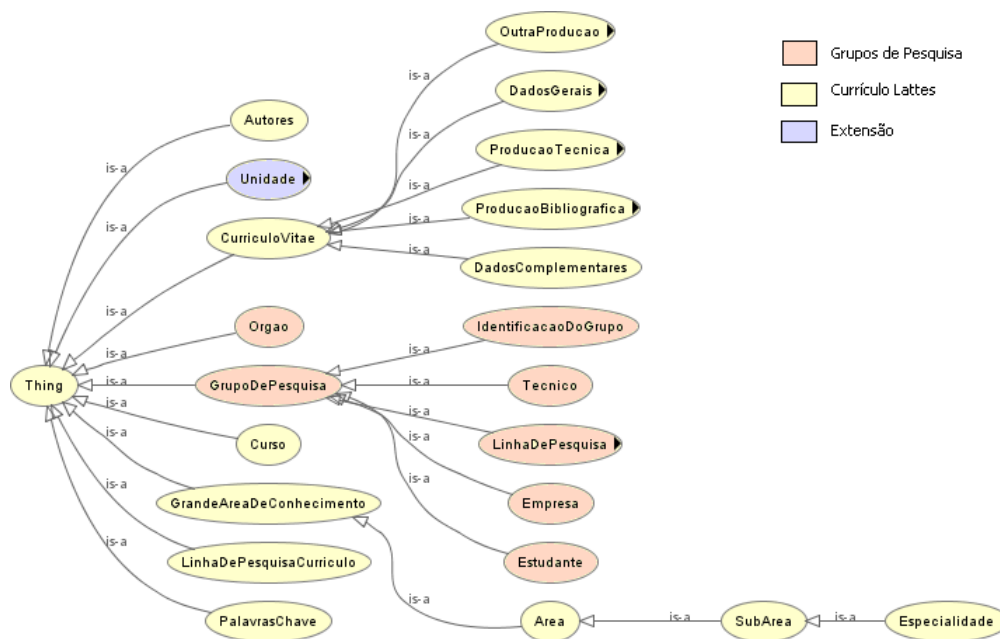 OutraProducao
Grupos de Pesquisa
is-a
DadosGerais
Currículo Lattes
Autores
is-a
Extensão
ProducaoTecnica
is-a
Unidade
is-a
is-a
ProducaoBibliografica
CurriculoVitae
is-a
is-a
DadosComplementares
is-a
Orgao
IdentificacaoDoGrupo
is-a
is-a
Thing
is-a
GrupoDePesquisa
is-a
Tecnico
is-a
is-a
Curso
is-a
LinhaDePesquisa
is-a
is-a
GrandeAreaDeConhecimento
Empresa
is-a
LinhaDePesquisaCurriculo
Estudante
is-a
is-a
PalavrasChave
Area
is-a
SubArea
is-a
Especialidade